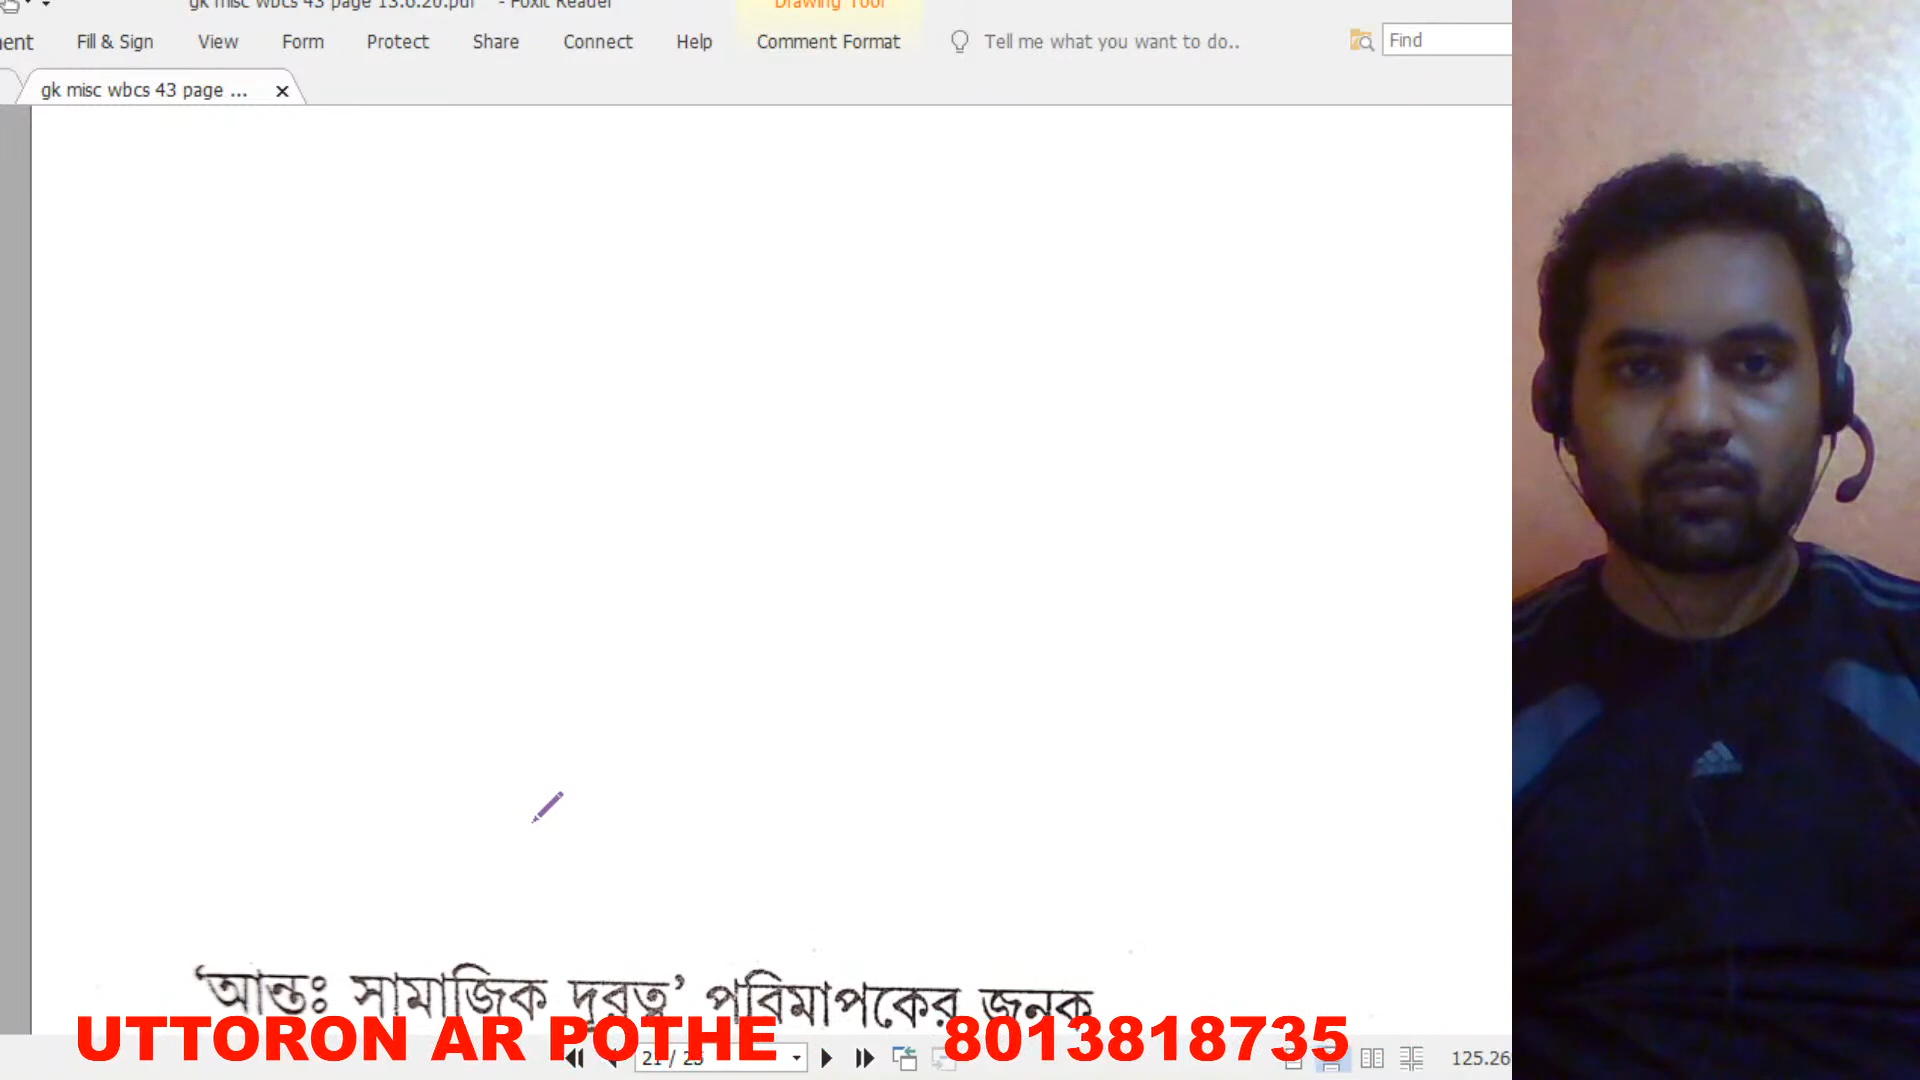 gk misc wbcs 43 page 13.6.20.pdf - Foxit Reader
Drawing Tool
Fill & Sign View Form Protect Share Connect Help Comment Format Tell me what you want to do.. Find
gk misc wbcs 43 page ...
‘আন্তঃ সামাজিক দূরত্ব’ পরিমাপকের জনক
UTTORON AR POTHE 8013818735
21 / 23
125.26